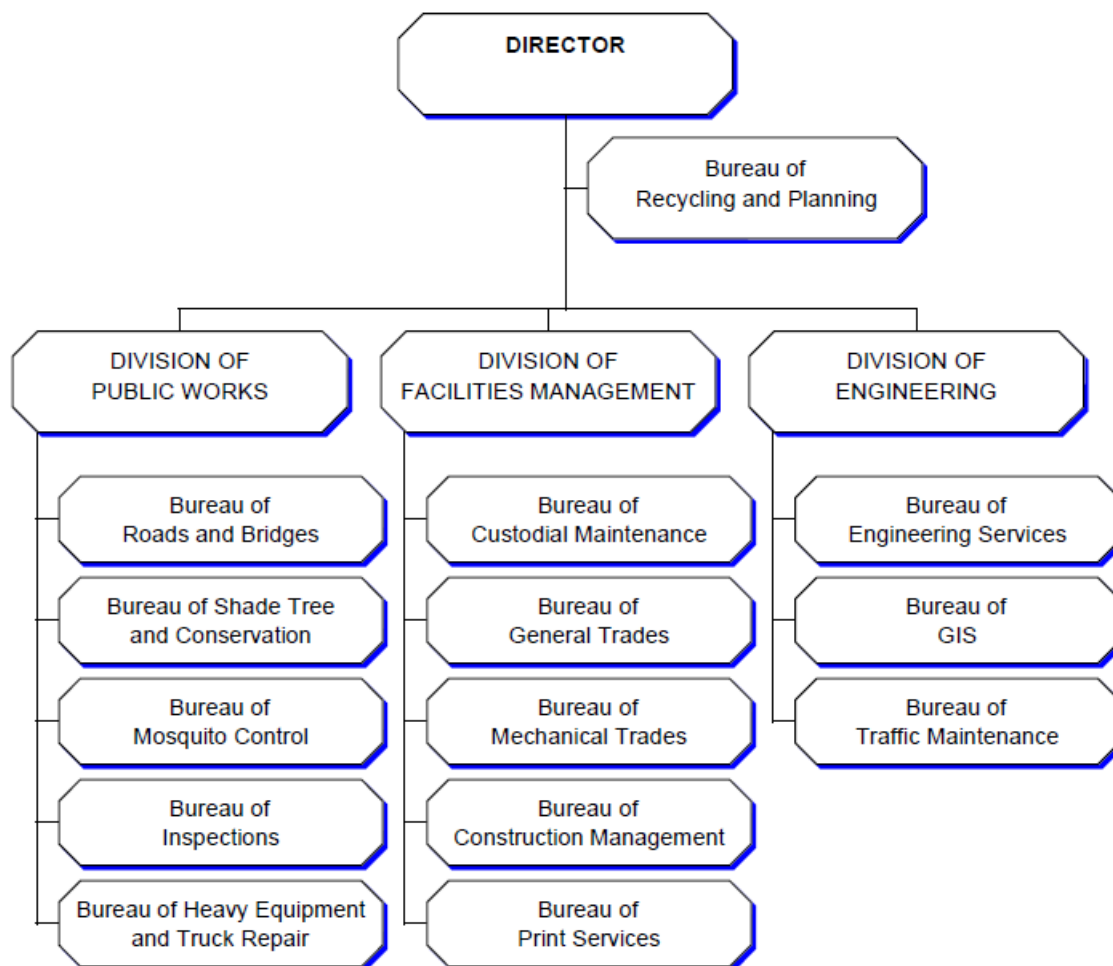 DIRECTOR
Bureau of
Recycling and Planning
DIVISION OF
PUBLIC WORKS
DIVISION OF
FACILITIES MANAGEMENT
DIVISION OF
ENGINEERING
Bureau of
Roads and Bridges
Bureau of Shade Tree
and Conservation
Bureau of
Mosquito Control
Bureau of
Inspections
Bureau of Heavy Equipment
and Truck Repair
Bureau of
Custodial Maintenance
Bureau of
General Trades
Bureau of
Mechanical Trades
Bureau of
Construction Management
Bureau of
Print Services
Bureau of
Engineering Services
Bureau of
GIS
Bureau of
Traffic Maintenance